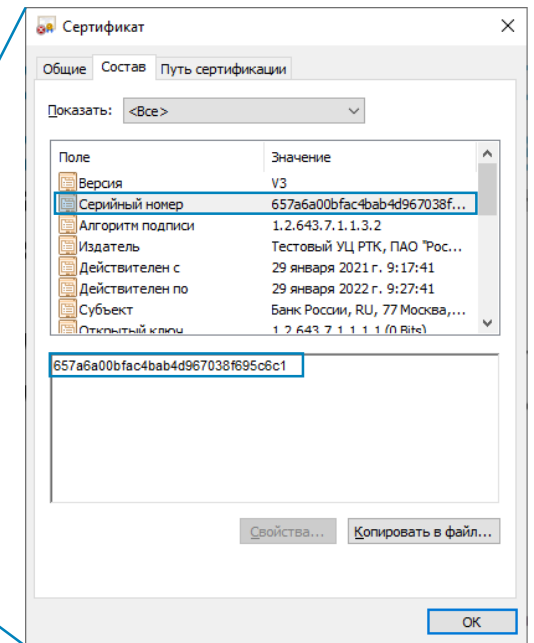 Сертификат
Общие Состав Путь сертификации
Показать: <Все>
Поле Значение
Версия V3
Серийный номер 657a6a00bfac4bab4d967038f...
Алгоритм подписи 1.2.643.7.1.1.3.2
Издатель Тестовый УЦ РТК, ПАО "Рос...
Действителен с 29 января 2021 г. 9:17:41
Действителен по 29 января 2022 г. 9:27:41
Субъект Банк России, RU, 77 Москва,...
Открытый ключ 1.2.643.7.1.1.1.1 (0 Bits)
657a6a00bfac4bab4d967038f695c6c1
Свойства... Копировать в файл...
ОК